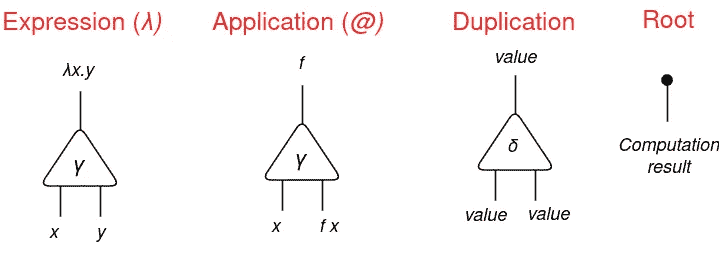 Expression (λ)
Application (@)
Duplication
Root
λx.y
γ
x
y
f
γ
x
f x
value
δ
value
value
Computation
result